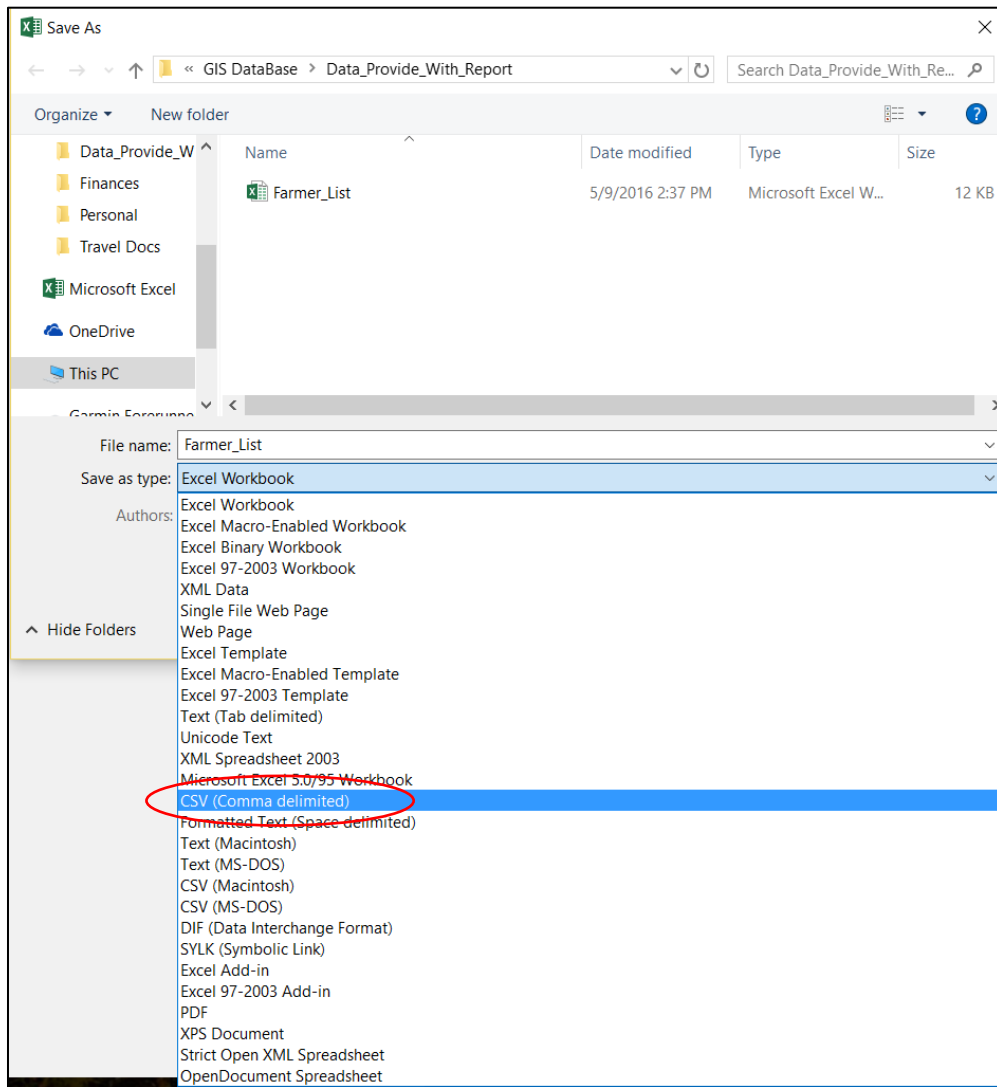 Save As
« GIS DataBase > Data_Provide_With_Report
Search Data_Provide_With_Re...
Organize
New folder
Data_Provide_W
Finances
Personal
Travel Docs
Microsoft Excel
OneDrive
This PC
Garmin Forerunne
Name
Date modified
Type
Size
Farmer_List
5/9/2016 2:37 PM
Microsoft Excel W...
12 KB
File name:
Farmer_List
Save as type:
Excel Workbook
Authors:
Hide Folders
Excel Workbook
Excel Macro-Enabled Workbook
Excel Binary Workbook
Excel 97-2003 Workbook
XML Data
Single File Web Page
Web Page
Excel Template
Excel Macro-Enabled Template
Excel 97-2003 Template
Text (Tab delimited)
Unicode Text
XML Spreadsheet 2003
Microsoft Excel 5.0/95 Workbook
CSV (Comma delimited)
Formatted Text (Space delimited)
Text (Macintosh)
Text (MS-DOS)
CSV (Macintosh)
CSV (MS-DOS)
DIF (Data Interchange Format)
SYLK (Symbolic Link)
Excel Add-in
Excel 97-2003 Add-in
PDF
XPS Document
Strict Open XML Spreadsheet
OpenDocument Spreadsheet